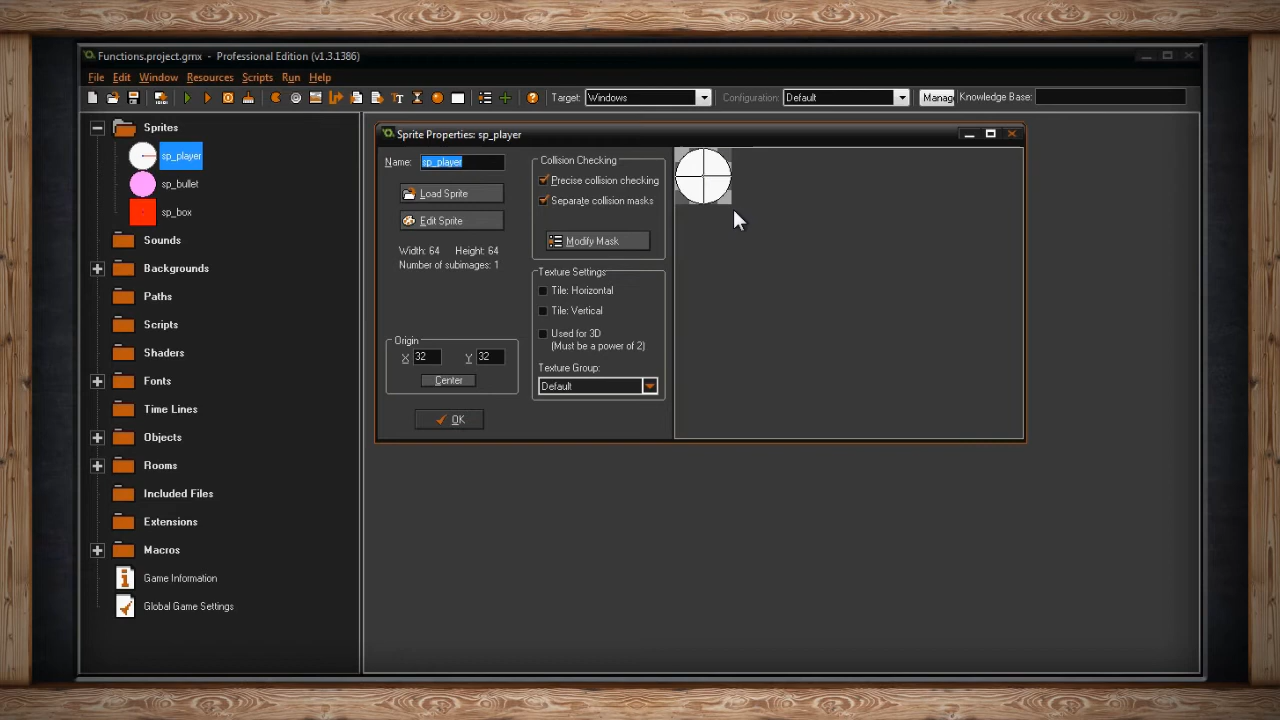 Functions.project.gmx - Professional Edition (v1.3.1386)
File Edit Window Resources Scripts Run Help
Target: Windows Configuration: Default Manag Knowledge Base:
Sprites
sp_player
sp_bullet
sp_box
Sounds
Backgrounds
Paths
Scripts
Shaders
Fonts
Time Lines
Objects
Rooms
Included Files
Extensions
Macros
Game Information
Global Game Settings
Sprite Properties: sp_player
Name: sp_player
Load Sprite
Edit Sprite
Width: 64 Height: 64
Number of subimages: 1
Origin
X 32 Y 32
Center
OK
Collision Checking
Precise collision checking
Separate collision masks
Modify Mask
Texture Settings
Tile: Horizontal
Tile: Vertical
Used for 3D
(Must be a power of 2)
Texture Group:
Default